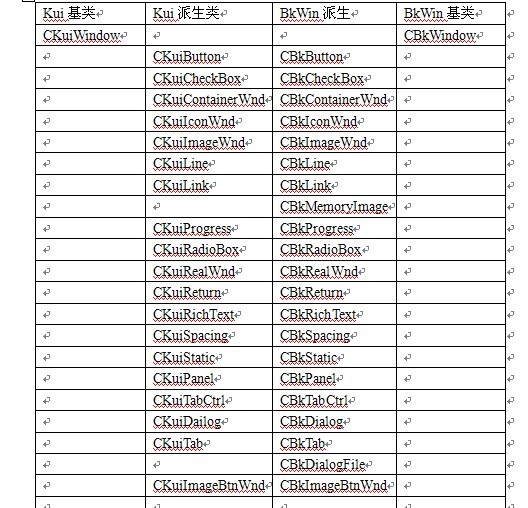 Kui 基类 Kui 派生类 BkWin 派生 BkWin 基类
CKuiWindow CBkWindow
CKuiButton CBkButton
CKuiCheckBox CBkCheckBox
CKuiContainerWnd CBkContainerWnd
CKuiIconWnd CBkIconWnd
CKuiImageWnd CBkImageWnd
CKuiLine CBkLine
CKuiLink CBkLink
CBkMemoryImage
CKuiProgress CBkProgress
CKuiRadioBox CBkRadioBox
CKuiRealWnd CBkRealWnd
CKuiReturn CBkReturn
CKuiRichText CBkRichText
CKuiSpacing CBkSpacing
CKuiStatic CBkStatic
CKuiPanel CBkPanel
CKuiTabCtrl CBkTabCtrl
CKuiDailog CBkDialog
CKuiTab CBkTab
CBkDialogFile
CKuiImageBtnWnd CBkImageBtnWnd